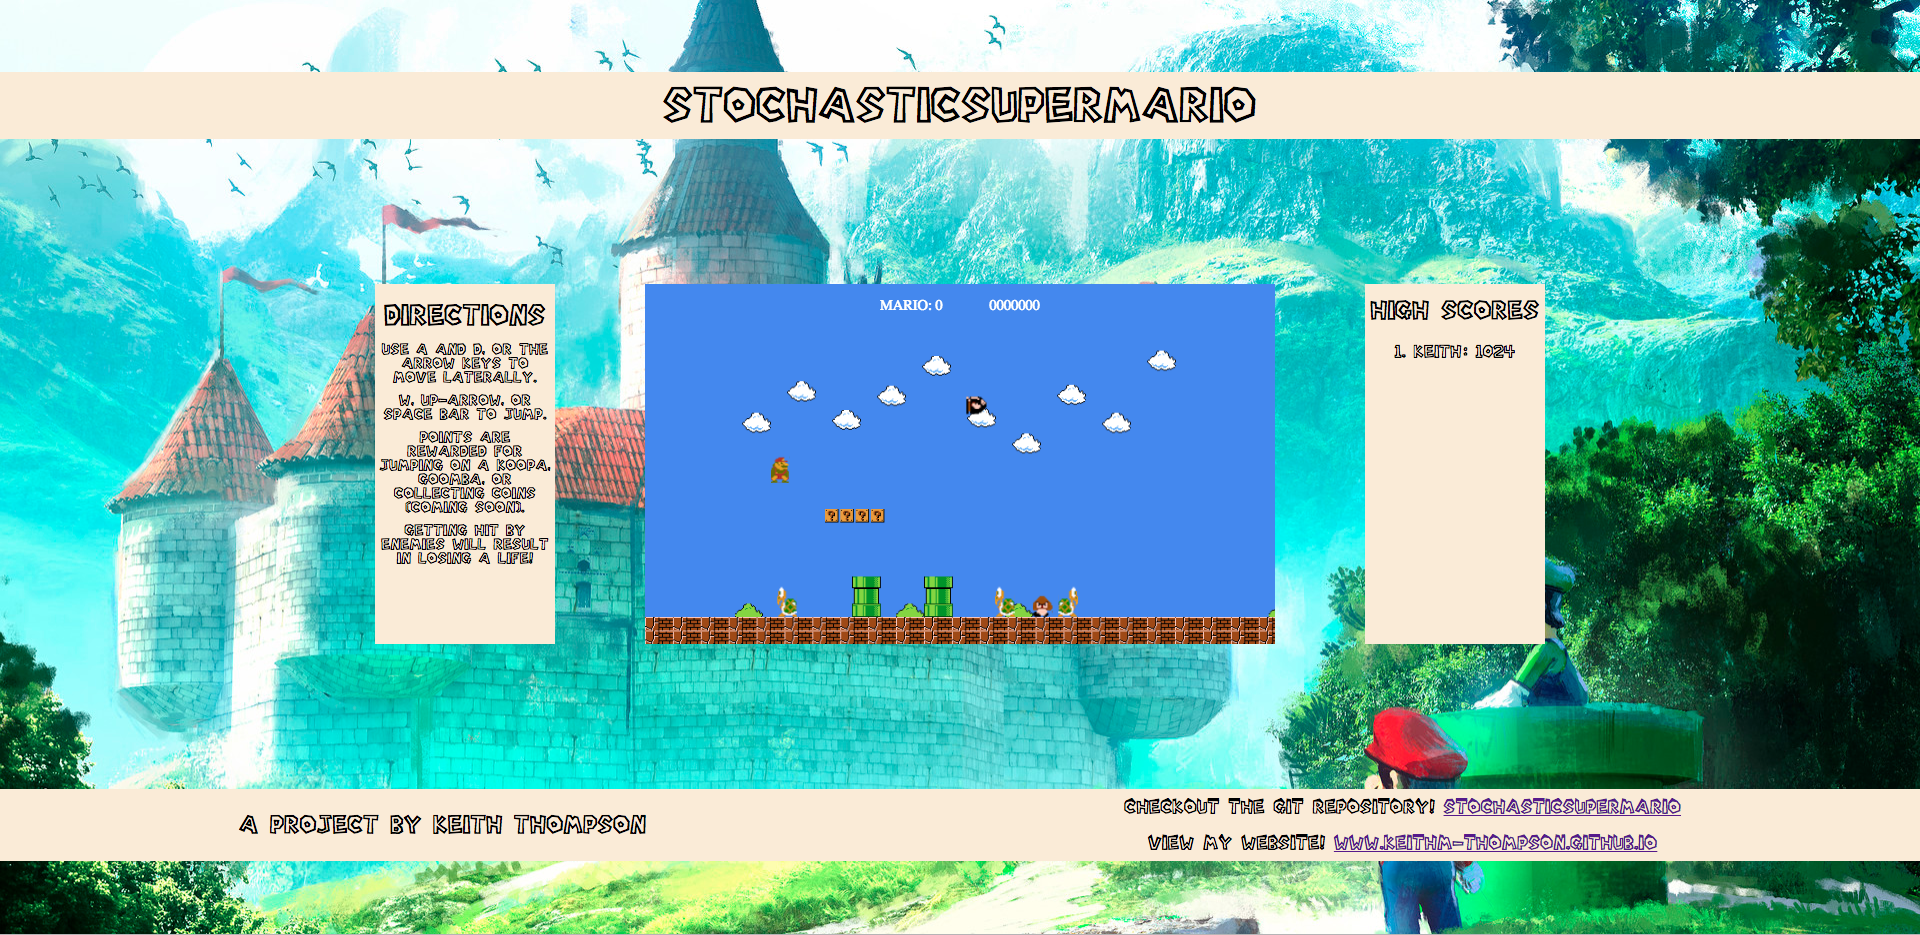 STOCHASTICSUPERMARIO
DIRECTIONS
USE A AND D, OR THE
ARROW KEYS TO
MOVE LATERALLY.
W, UP-ARROW, OR
SPACE BAR TO JUMP.
POINTS ARE
REWARDED FOR
JUMPING ON A KOOPA,
GOOMBA, OR
COLLECTING COINS
(COMING SOON).
GETTING HIT BY
ENEMIES WILL RESULT
IN LOSING A LIFE!
MARIO: 0 0000000
? ? ? ?
HIGH SCORES
1. KEITH: 1024
A PROJECT BY KEITH THOMPSON
CHECKOUT THE GIT REPOSITORY! STOCHASTICSUPERMARIO
VIEW MY WEBSITE! WWW.KEITHM-THOMPSON.GITHUB.IO